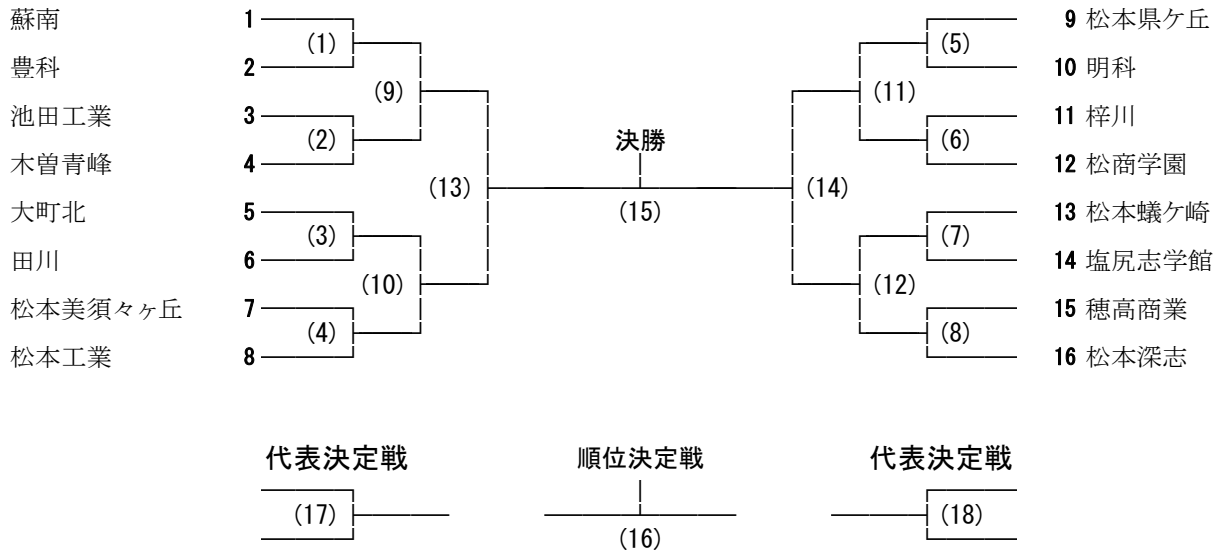 蘇南 1
(1)
豊科 2
(9)
池田工業 3
(2)
木曽青峰 4
(13)
大町北 5
(3)
田川 6
(10)
松本美須々ヶ丘 7
(4)
松本工業 8
決勝
(15)
9 松本県ケ丘
(5)
10 明科
(11)
11 梓川
(6)
12 松商学園
(14)
13 松本蟻ケ崎
(7)
14 塩尻志学館
(12)
15 穂高商業
(8)
16 松本深志
代表決定戦
(17)
順位決定戦
(16)
代表決定戦
(18)